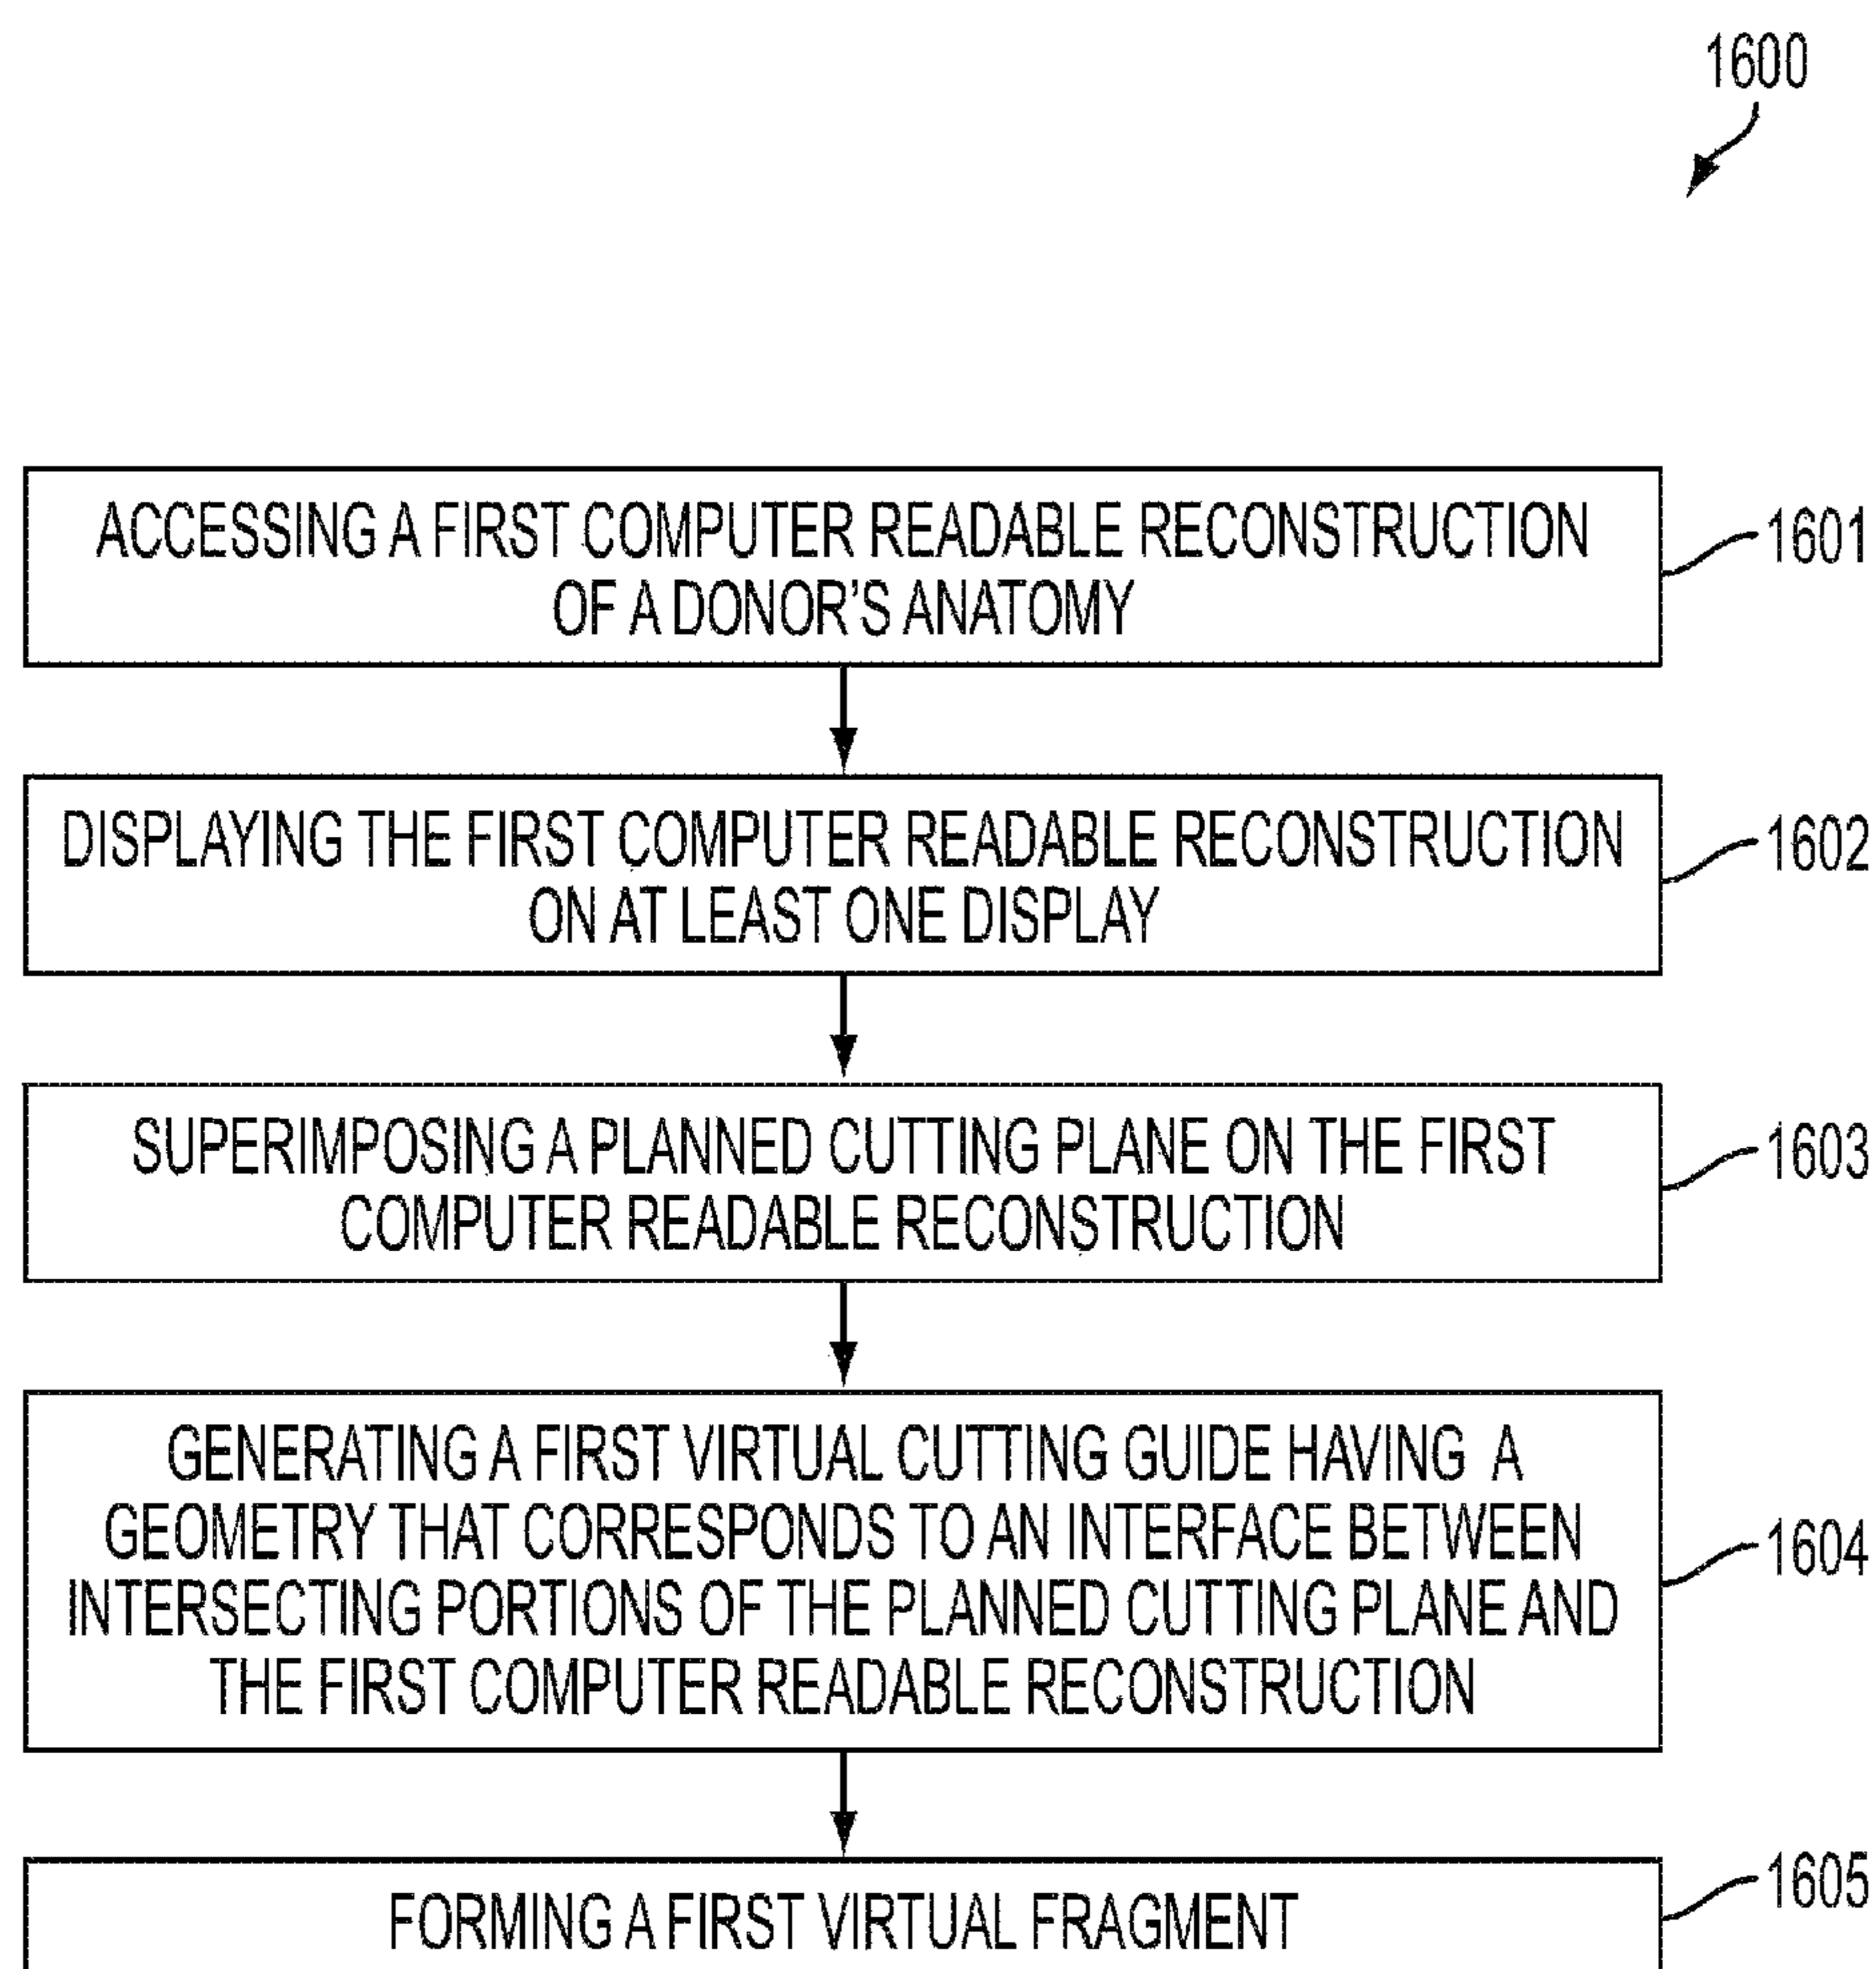 1600
ACCESSING A FIRST COMPUTER READABLE RECONSTRUCTION
OF A DONOR'S ANATOMY
1601
DISPLAYING THE FIRST COMPUTER READABLE RECONSTRUCTION
ON AT LEAST ONE DISPLAY
1602
SUPERIMPOSING A PLANNED CUTTING PLANE ON THE FIRST
COMPUTER READABLE RECONSTRUCTION
1603
GENERATING A FIRST VIRTUAL CUTTING GUIDE HAVING A
GEOMETRY THAT CORRESPONDS TO AN INTERFACE BETWEEN
INTERSECTING PORTIONS OF THE PLANNED CUTTING PLANE AND
THE FIRST COMPUTER READABLE RECONSTRUCTION
1604
FORMING A FIRST VIRTUAL FRAGMENT
1605